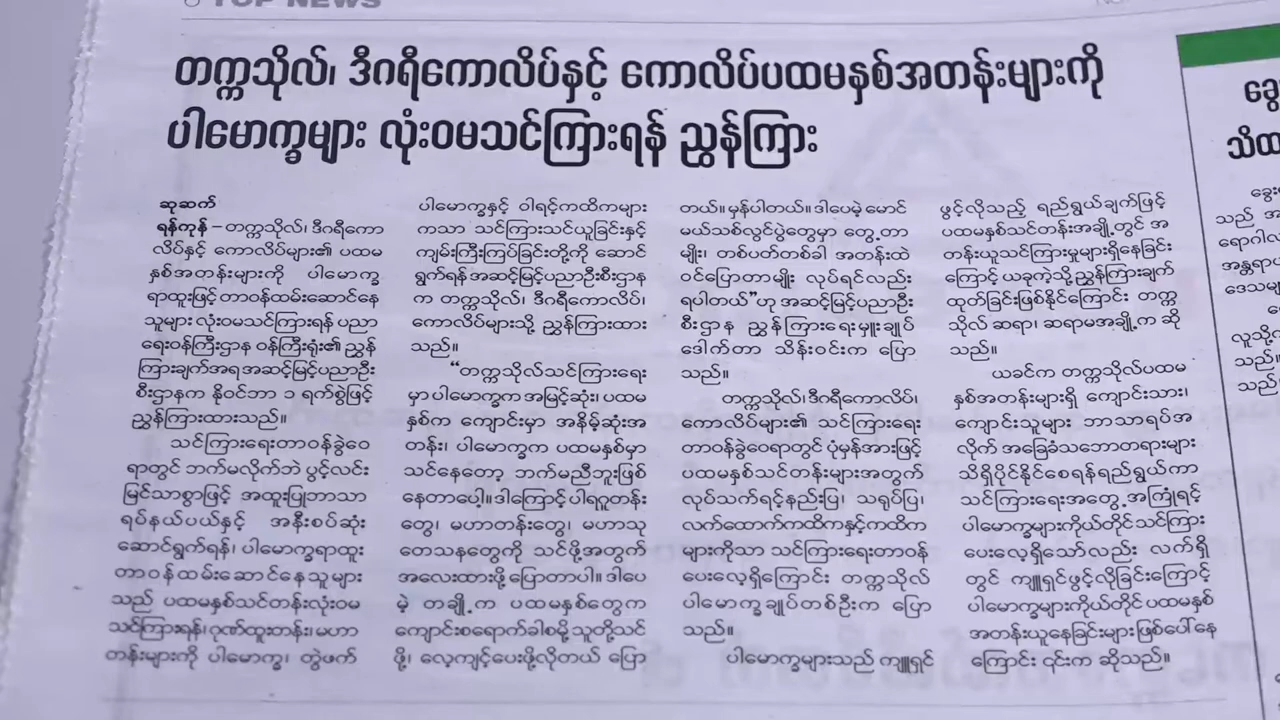 TOP NEWS
တက္ကသိုလ်၊ ဒီဂရီကောလိပ်နှင့် ကောလိပ်ပထမနှစ်အတန်းများကို
ပါမောက္ခများ လုံးဝမသင်ကြားရန် ညွှန်ကြား
ဆုဆက်
ရန်ကုန် – တက္ကသိုလ်၊ ဒီဂရီကော
လိပ်နှင့် ကောလိပ်များ၏ ပထမ
နှစ်အတန်းများကို ပါမောက္ခ
ရာထူးဖြင့်တာဝန်ထမ်းဆောင်နေ
သူများ လုံးဝမသင်ကြားရန် ပညာ
ရေးဝန်ကြီးဌာန ဝန်ကြီးရုံး၏ ညွှန်
ကြားချက်အရ အဆင့်မြင့်ပညာဦး
စီးဌာနက နိုဝင်ဘာ ၁ ရက်စွဲဖြင့်
ညွှန်ကြားထားသည်။
သင်ကြားရေးတာဝန်ခွဲဝေ
ရာတွင် ဘက်မလိုက်ဘဲ ပွင့်လင်း
မြင်သာစွာဖြင့် အထူးပြုဘာသာ
ရပ်နယ်ပယ်နှင့် အနီးစပ်ဆုံး
ဆောင်ရွက်ရန်၊ ပါမောက္ခရာထူး
တာဝန်ထမ်းဆောင်နေသူများ
သည် ပထမနှစ်သင်တန်းလုံးဝမ
သင်ကြားရန်၊ ဂုဏ်ထူးတန်း၊ မဟာ
တန်းများကို ပါမောက္ခ၊ တွဲဖက်
ပါမောက္ခနှင့် ဝါရင့်ကထိကများ
ကသာ သင်ကြားသင်ယူခြင်းနှင့်
ကျမ်းကြီးကြပ်ခြင်းတို့ကို ဆောင်
ရွက်ရန် အဆင့်မြင့်ပညာဦးစီးဌာန
က တက္ကသိုလ်၊ ဒီဂရီကောလိပ်၊
ကောလိပ်များသို့ ညွှန်ကြားထား
သည်။
“တက္ကသိုလ်သင်ကြားရေး
မှာ ပါမောက္ခက အမြင့်ဆုံး၊ ပထမ
နှစ်က ကျောင်းမှာ အနိမ့်ဆုံးအ
တန်း၊ ပါမောက္ခက ပထမနှစ်မှာ
သင်နေတော့ ဘက်မညီဘူးဖြစ်
နေတာပေါ့။ ဒါကြောင့် ပါရဂူတန်း
တွေ၊ မဟာတန်းတွေ၊ မဟာသု
တေသနတွေကို သင်ဖို့အတွက်
အလေးထားဖို့ ပြောတာပါ။ ဒါပေ
မဲ့ တချို့က ပထမနှစ်တွေက
ကျောင်းစရောက်ခါစမို့ သူတို့သင်
ဖို့၊ လေ့ကျင့်ပေးဖို့လိုတယ် ပြော
တယ်။ မှန်ပါတယ်။ ဒါပေမဲ့ မောင်
မယ်သစ်လွင်ပွဲတွေမှာ တွေ့တာ
မျိုး၊ တစ်ပတ်တစ်ခါ အတန်းထဲ
ဝင်ပြောတာမျိုး လုပ်ရင်လည်း
ရပါတယ်”ဟု အဆင့်မြင့်ပညာဦး
စီးဌာန ညွှန်ကြားရေးမှူးချုပ်
ဒေါက်တာ သိန်းဝင်းက ပြော
သည်။
တက္ကသိုလ်၊ ဒီဂရီကောလိပ်၊
ကောလိပ်များ၏ သင်ကြားရေး
တာဝန်ခွဲဝေရာတွင် ပုံမှန်အားဖြင့်
ပထမနှစ်သင်တန်းများအတွက်
လုပ်သက်ရင့်နည်းပြ၊ သရုပ်ပြ၊
လက်ထောက်ကထိကနှင့်ကထိက
များကိုသာ သင်ကြားရေးတာဝန်
ပေးလေ့ရှိကြောင်း တက္ကသိုလ်
ပါမောက္ခချုပ်တစ်ဦးက ပြော
သည်။
ပါမောက္ခများသည် ကျူရှင်
ဖွင့်လိုသည့် ရည်ရွယ်ချက်ဖြင့်
ပထမနှစ်သင်တန်းအချို့တွင် အ
တန်းယူသင်ကြားမှုများရှိနေခြင်း
ကြောင့် ယခုကဲ့သို့ ညွှန်ကြားချက်
ထုတ်ခြင်းဖြစ်နိုင်ကြောင်း တက္က
သိုလ် ဆရာ၊ ဆရာမအချို့က ဆို
သည်။
ယခင်က တက္ကသိုလ်ပထမ
နှစ်အတန်းများရှိ ကျောင်းသား၊
ကျောင်းသူများ ဘာသာရပ်အ
လိုက် အခြေခံသဘောတရားများ
သိရှိပိုင်နိုင်စေရန်ရည်ရွယ်ကာ
သင်ကြားရေးအတွေ့အကြုံရင့်
ပါမောက္ခများကိုယ်တိုင်သင်ကြား
ပေးလေ့ရှိသော်လည်း လက်ရှိ
တွင် ကျူရှင်ဖွင့်လိုခြင်းကြောင့်
ပါမောက္ခများကိုယ်တိုင် ပထမနှစ်
အတန်းယူနေခြင်းများဖြစ်ပေါ်နေ
ကြောင်း ၎င်းက ဆိုသည်။